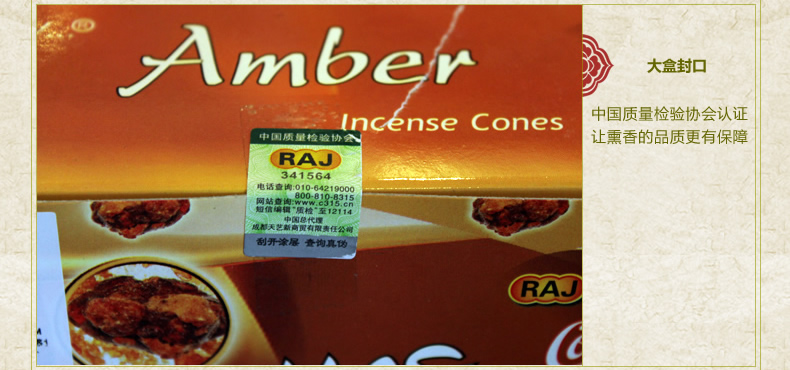 ®
Amber
Incense Cones
中国质量检验协会
RAJ
341564
电话查询:010-64219000
800-810-8315
网站查询:www.c315.cn
短信编辑"质检"至12114
中国总代理
成都天艺新商贸有限责任公司
刮开涂层 查询真伪
RAJ
大盒封口
中国质量检验协会认证
让熏香的品质更有保障